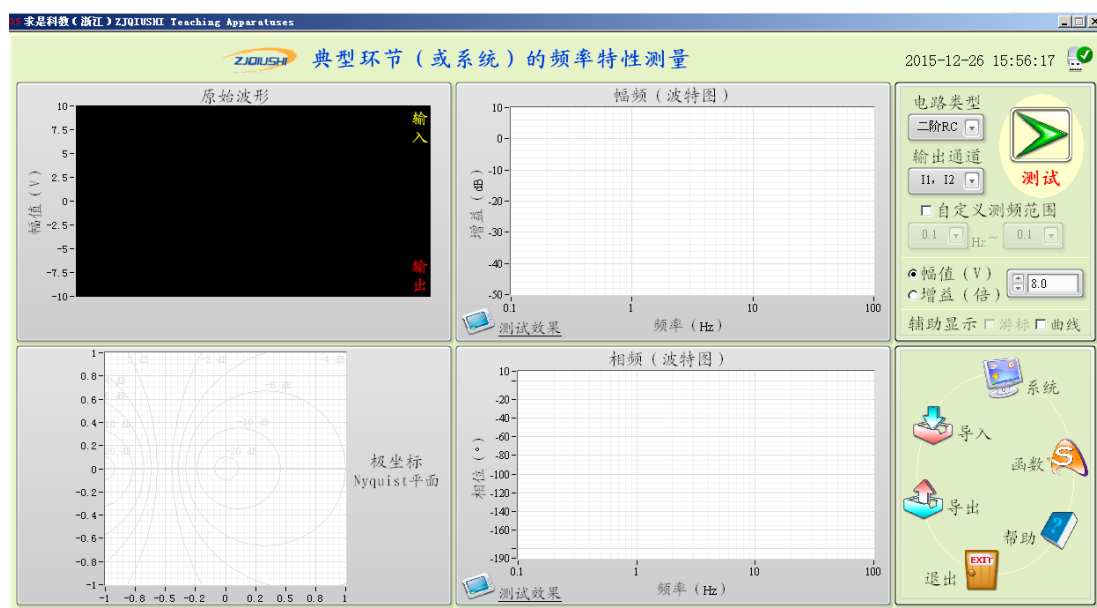 求是科教(浙江)ZJQIUSHI Teaching Apparatuses
ZJQIUSHI 典型环节(或系统)的频率特性测量
2015-12-26 15:56:17
原始波形
幅值(V)
10
7.5
5
2.5
0
-2.5
-5
-7.5
-10
输入
输出
幅频(波特图)
增益(dB)
10
0
-10
-20
-30
-40
-50
0.1 1 10 100
测试效果
频率(Hz)
电路类型
二阶RC
输出通道
I1, I2
测试
自定义测频范围
0.1 Hz~ 0.1
幅值(V)
增益(倍)
8.0
辅助显示 游标 曲线
1
0.8
0.6
0.4
0.2
0
-0.2
-0.4
-0.6
-0.8
-1
-1 -0.8 -0.5 -0.2 0 0.2 0.5 0.8 1
-2 dB
-4 dB
-6 dB
-10 dB
-20 dB
极坐标
Nyquist平面
相频(波特图)
相位(°)
10
-20
-40
-60
-80
-100
-120
-140
-160
-190
0.1 1 10 100
测试效果
频率(Hz)
系统
导入
函数
导出
帮助
EXIT
退出